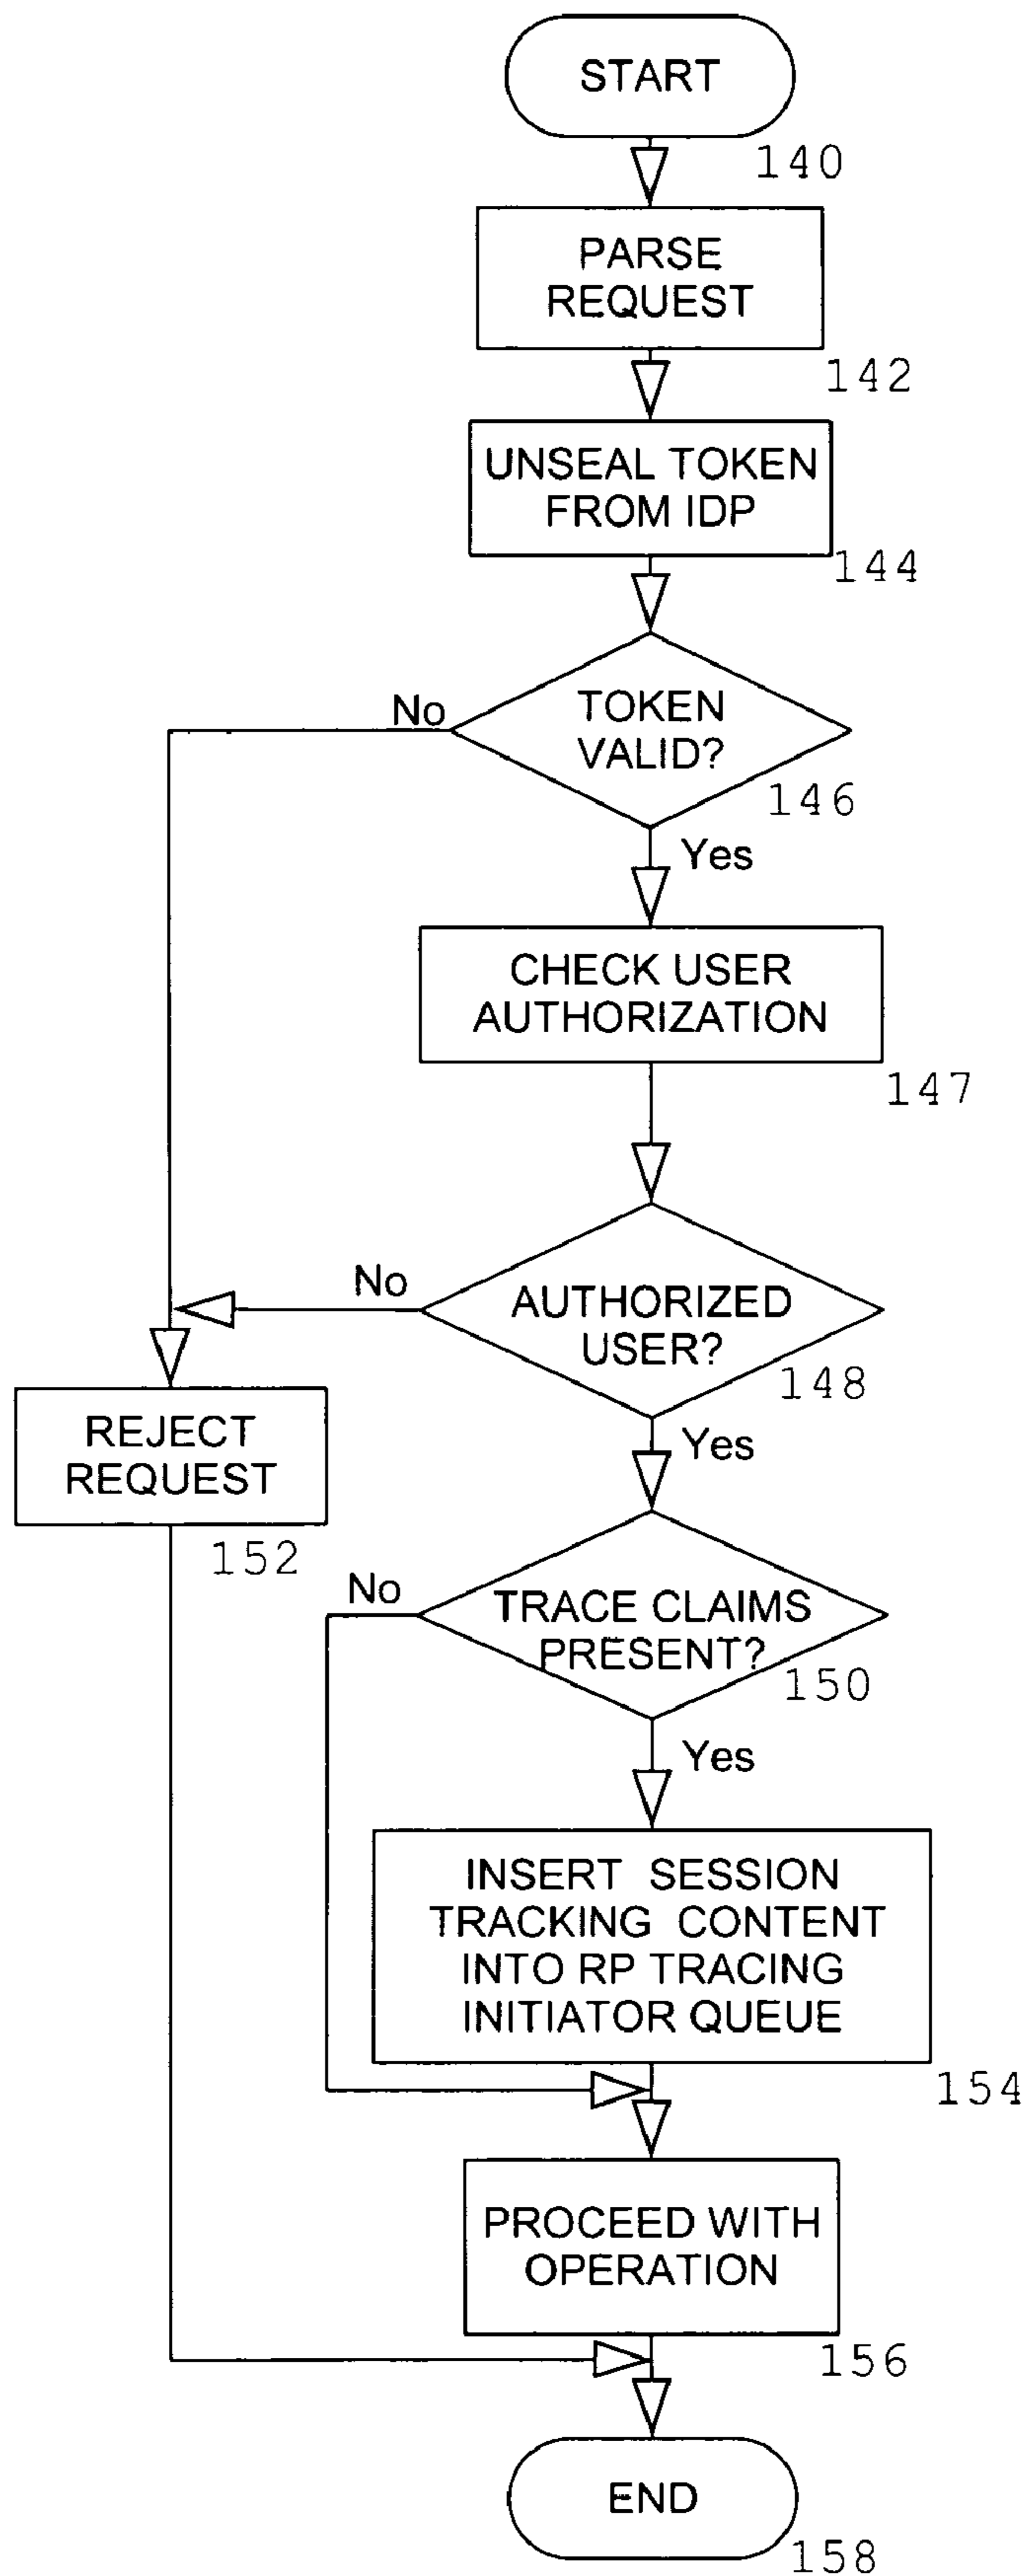 START
140
PARSE
REQUEST
142
UNSEAL TOKEN
FROM IDP
144
No
TOKEN
VALID?
146
Yes
CHECK USER
AUTHORIZATION
147
No
AUTHORIZED
USER?
148
Yes
REJECT
REQUEST
152
No
TRACE CLAIMS
PRESENT?
150
Yes
INSERT SESSION
TRACKING CONTENT
INTO RP TRACING
INITIATOR QUEUE
154
PROCEED WITH
OPERATION
156
END
158